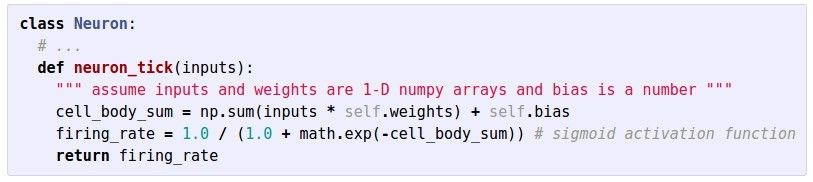 class Neuron:
  # ...
  def neuron_tick(inputs):
    """ assume inputs and weights are 1-D numpy arrays and bias is a number """
    cell_body_sum = np.sum(inputs * self.weights) + self.bias
    firing_rate = 1.0 / (1.0 + math.exp(-cell_body_sum)) # sigmoid activation function
    return firing_rate